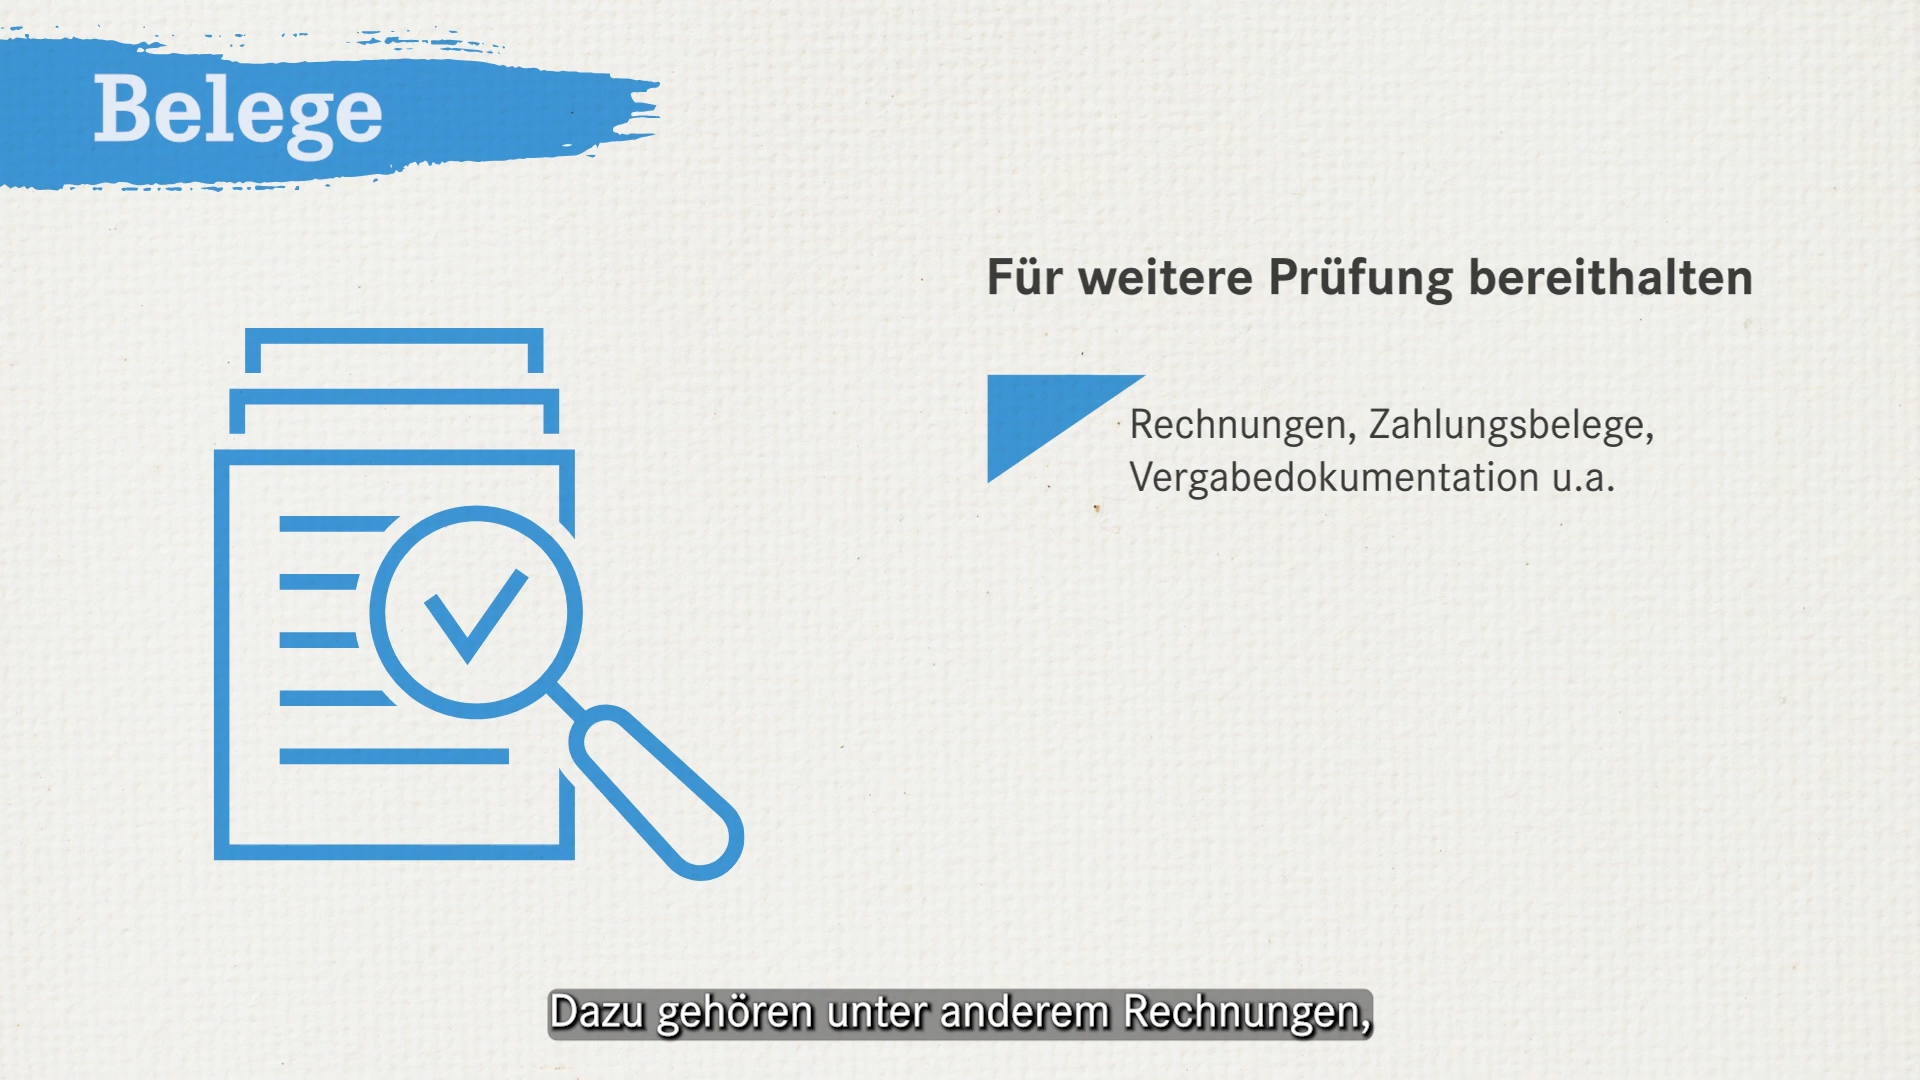 Belege
Für weitere Prüfung bereithalten
Rechnungen, Zahlungsbelege,
Vergabedokumentation u.a.
Dazu gehören unter anderem Rechnungen,